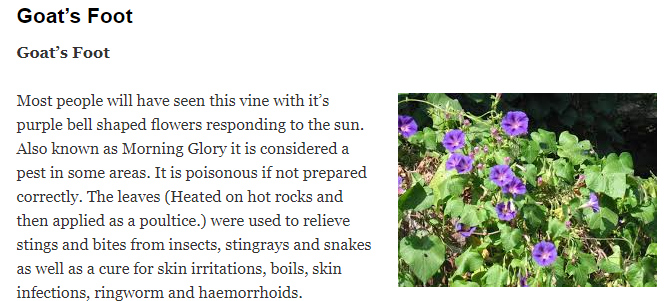 Goat's Foot
Goat's Foot
Most people will have seen this vine with it's
purple bell shaped flowers responding to the sun.
Also known as Morning Glory it is considered a
pest in some areas. It is poisonous if not prepared
correctly. The leaves (Heated on hot rocks and
then applied as a poultice.) were used to relieve
stings and bites from insects, stingrays and snakes
as well as a cure for skin irritations, boils, skin
infections, ringworm and haemorrhoids.